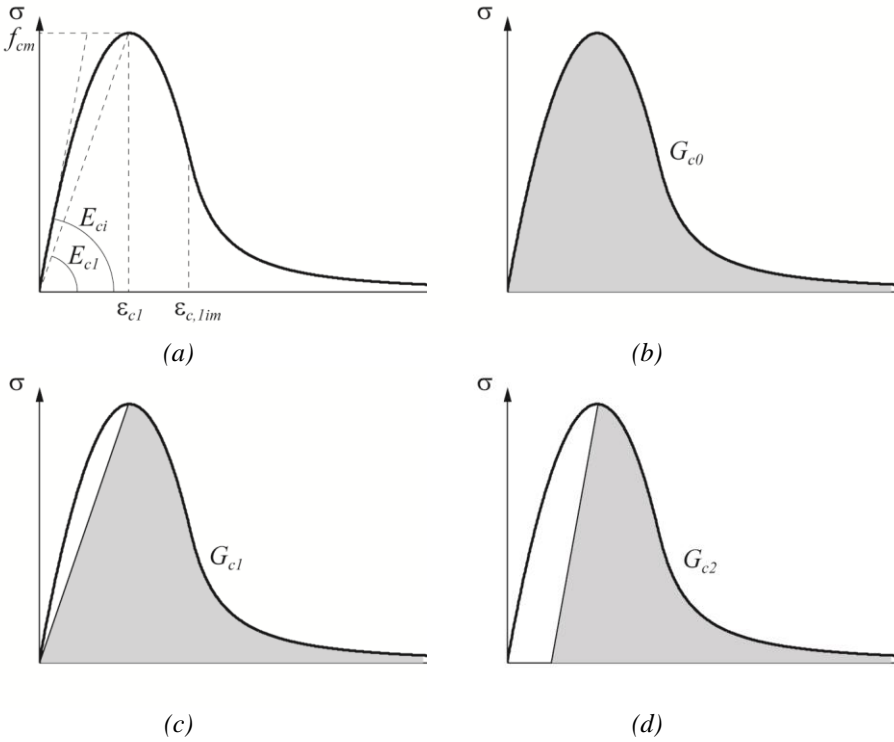 σ σ
f_cm
G_c0
E_ci
E_c1
ε_c1 ε_c,lim
(a) (b)
σ σ
G_c1 G_c2
(c) (d)